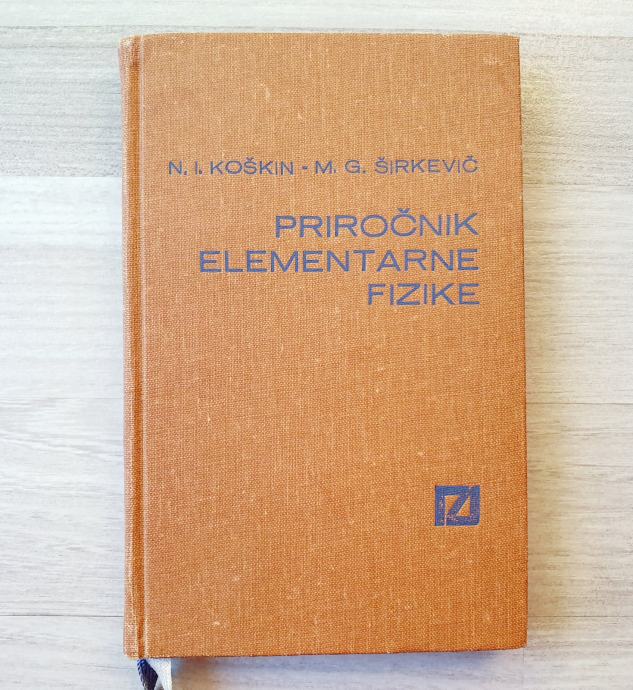 N. I. KOŠKIN - M. G. ŠIRKEVIČ
PRIROČNIK
ELEMENTARNE
FIZIKE